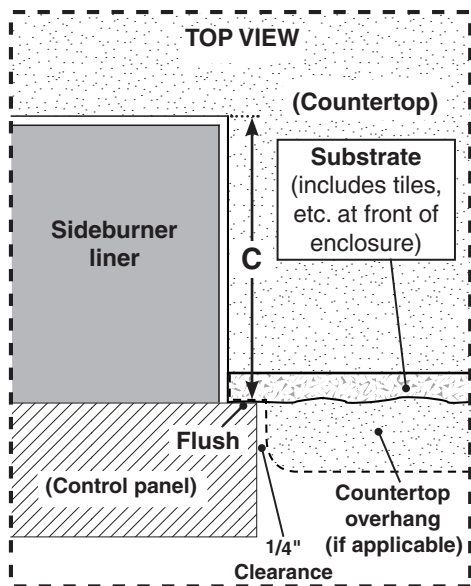 TOP VIEW
(Countertop)
Substrate
(includes tiles,
etc. at front of
enclosure)
Sideburner
liner
C
Flush
(Control panel)
1/4"
Clearance
Countertop
overhang
(if applicable)